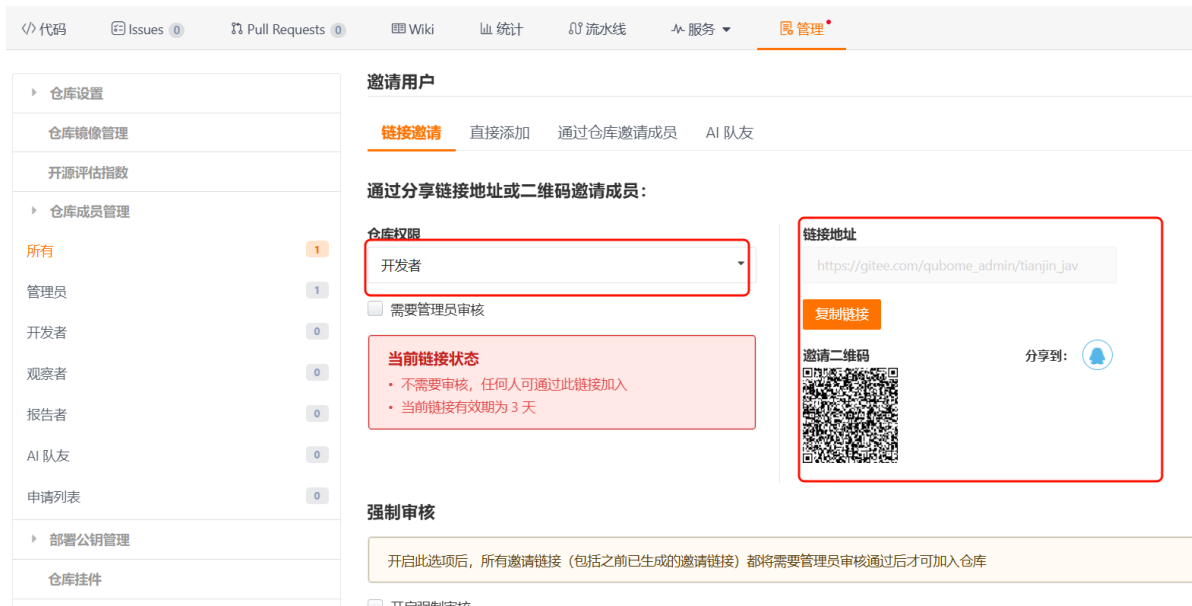 代码 Issues 0 Pull Requests 0 Wiki 统计 流水线 服务 管理
仓库设置
仓库镜像管理
开源评估指数
仓库成员管理
所有 1
管理员 1
开发者 0
观察者 0
报告者 0
AI 队友 0
申请列表 0
部署公钥管理
仓库挂件
邀请用户
链接邀请 直接添加 通过仓库邀请成员 AI 队友
通过分享链接地址或二维码邀请成员：
仓库权限
开发者
需要管理员审核
当前链接状态
• 不需要审核，任何人可通过此链接加入
• 当前链接有效期为 3 天
链接地址
https://gitee.com/qubome_admin/tianjin_jav
复制链接
邀请二维码 分享到：
强制审核
开启此选项后，所有邀请链接（包括之前已生成的邀请链接）都将需要管理员审核通过后才可加入仓库
开启强制审核